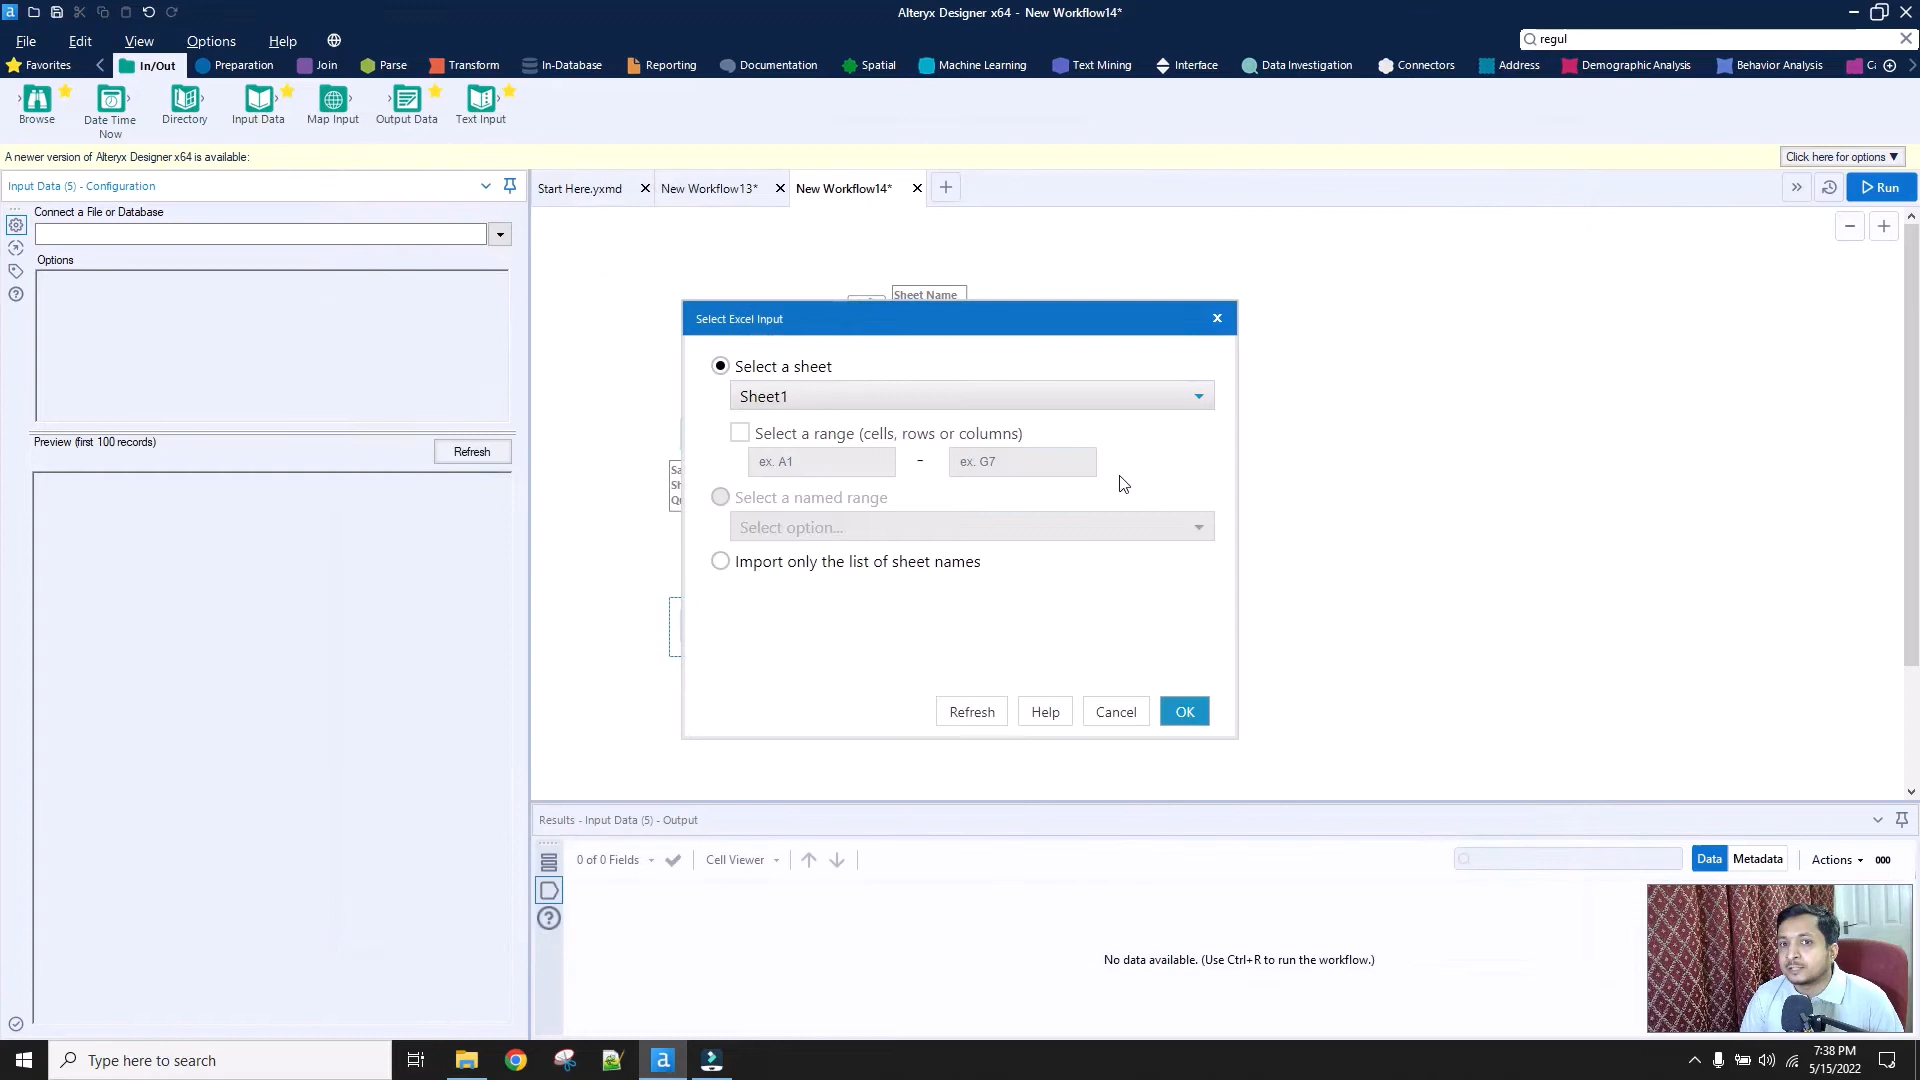 Alteryx Designer x64 - New Workflow14*
File Edit View Options Help
regul
Favorites In/Out Preparation Join Parse Transform In-Database Reporting Documentation Spatial Machine Learning Text Mining Interface Data Investigation Connectors Address Demographic Analysis Behavior Analysis
Browse Date Time Now Directory Input Data Map Input Output Data Text Input
A newer version of Alteryx Designer x64 is available:
Click here for options ▼
Input Data (5) - Configuration
Start Here.yxmd New Workflow13* New Workflow14*
Run
Connect a File or Database
Options
Preview (first 100 records)
Refresh
Sheet Name
Select Excel Input
Select a sheet
Sheet1
Select a range (cells, rows or columns)
ex. A1 - ex. G7
Select a named range
Select option...
Import only the list of sheet names
Refresh Help Cancel OK
Results - Input Data (5) - Output
0 of 0 Fields Cell Viewer
Data Metadata Actions 000
No data available. (Use Ctrl+R to run the workflow.)
Type here to search
7:38 PM
5/15/2022